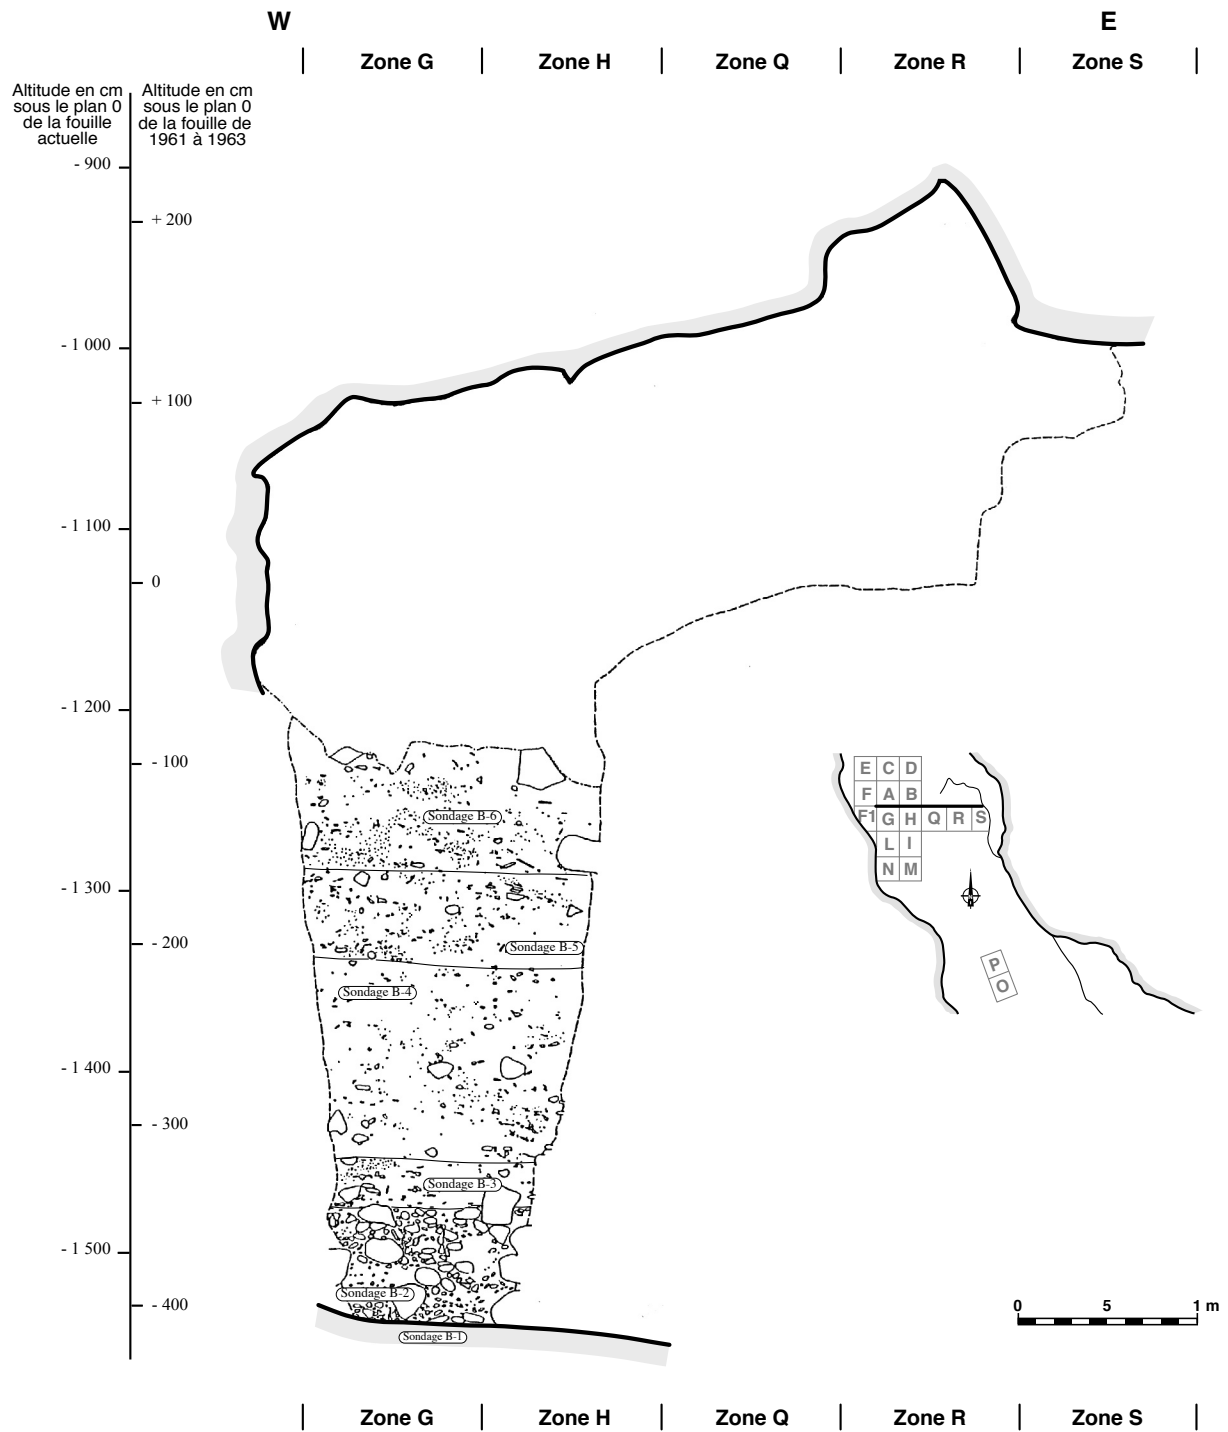 W
E
Zone G
Zone H
Zone Q
Zone R
Zone S
Altitude en cm
sous le plan 0
de la fouille
actuelle
Altitude en cm
sous le plan 0
de la fouille de
1961 à 1963
- 900
+ 200
- 1 000
+ 100
- 1 100
0
- 1 200
- 100
Sondage B-6
- 1 300
- 200
Sondage B-5
Sondage B-4
- 1 400
- 300
Sondage B-3
- 1 500
Sondage B-2
- 400
Sondage B-1
E C D
F A B
F1 G H Q R S
L I
N M
P
O
0 5 1 m
Zone G
Zone H
Zone Q
Zone R
Zone S